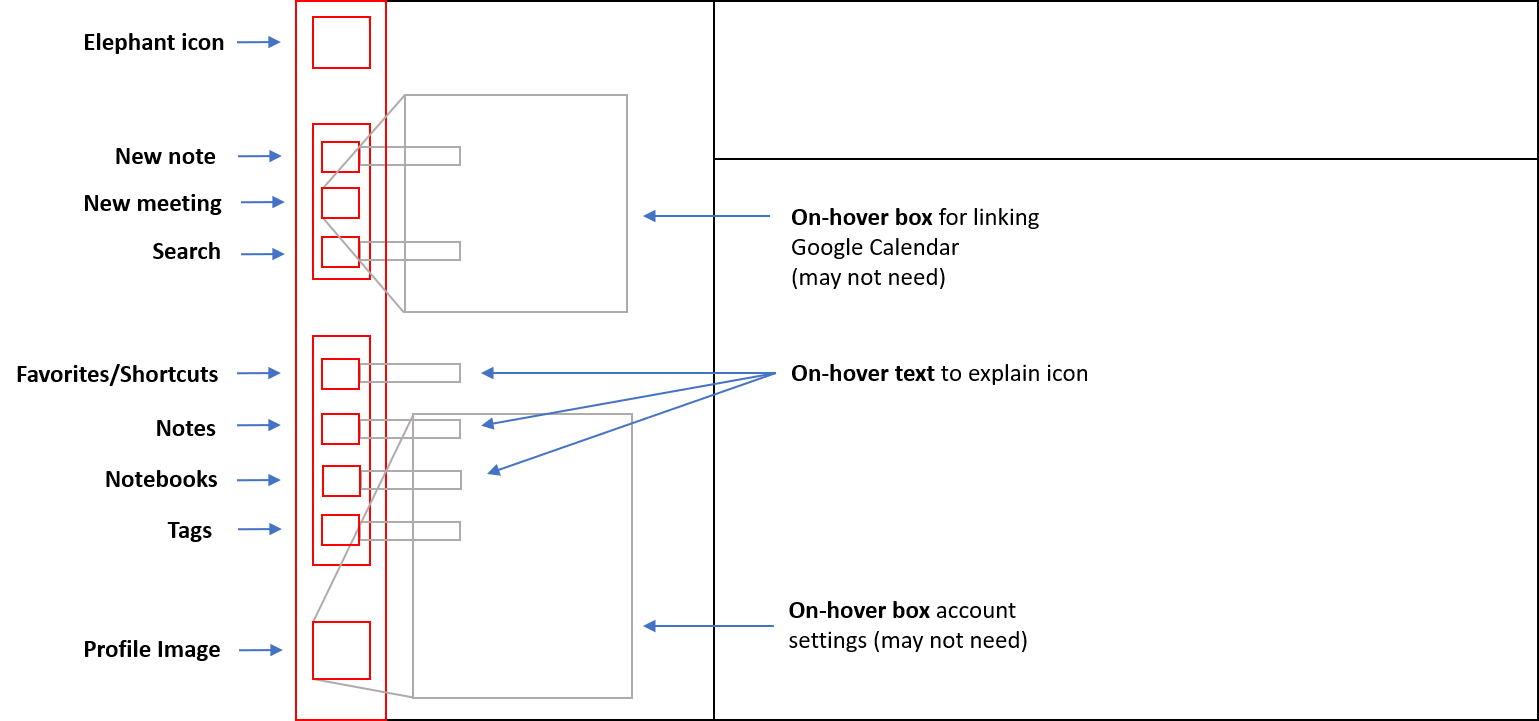 Elephant icon
New note
New meeting
Search
On-hover box for linking
Google Calendar
(may not need)
Favorites/Shortcuts
On-hover text to explain icon
Notes
Notebooks
Tags
On-hover box account
settings (may not need)
Profile Image